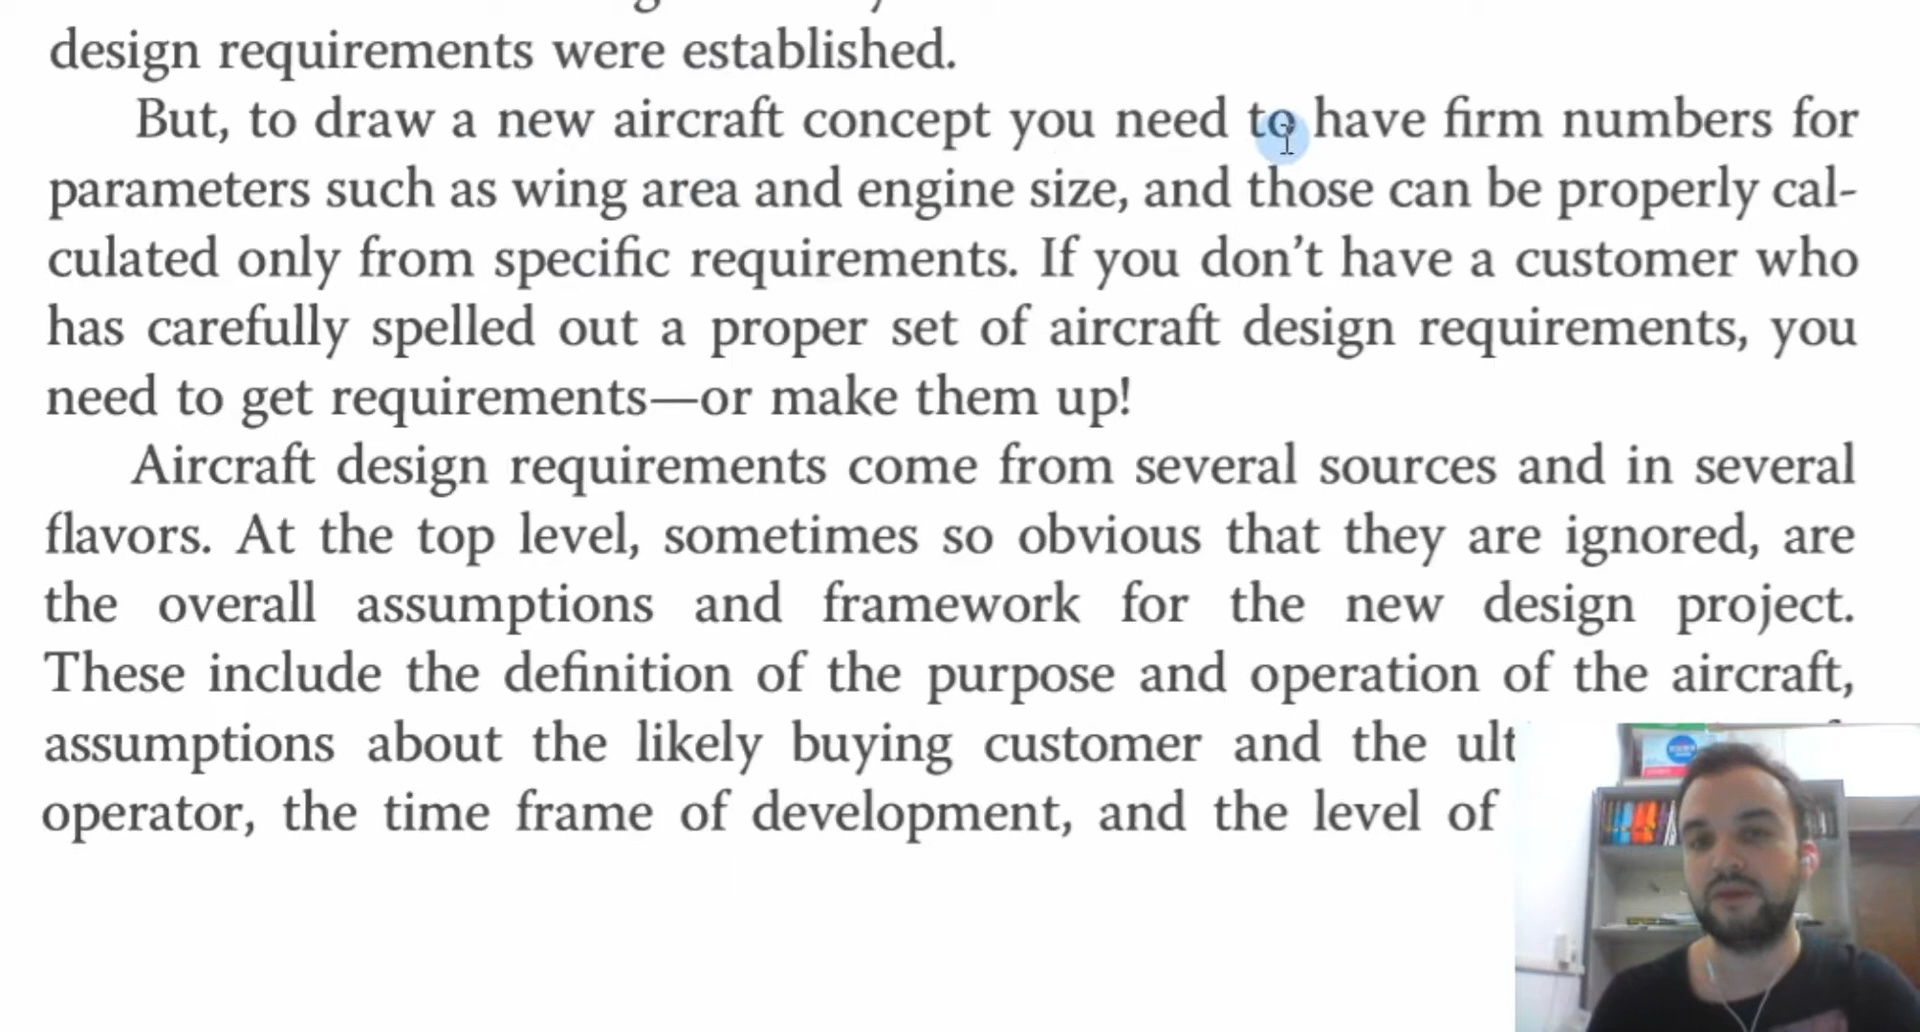 design requirements were established.
But, to draw a new aircraft concept you need to have firm numbers for
parameters such as wing area and engine size, and those can be properly cal-
culated only from specific requirements. If you don’t have a customer who
has carefully spelled out a proper set of aircraft design requirements, you
need to get requirements—or make them up!
Aircraft design requirements come from several sources and in several
flavors. At the top level, sometimes so obvious that they are ignored, are
the overall assumptions and framework for the new design project.
These include the definition of the purpose and operation of the aircraft,
assumptions about the likely buying customer and the
operator, the time frame of development, and the level of